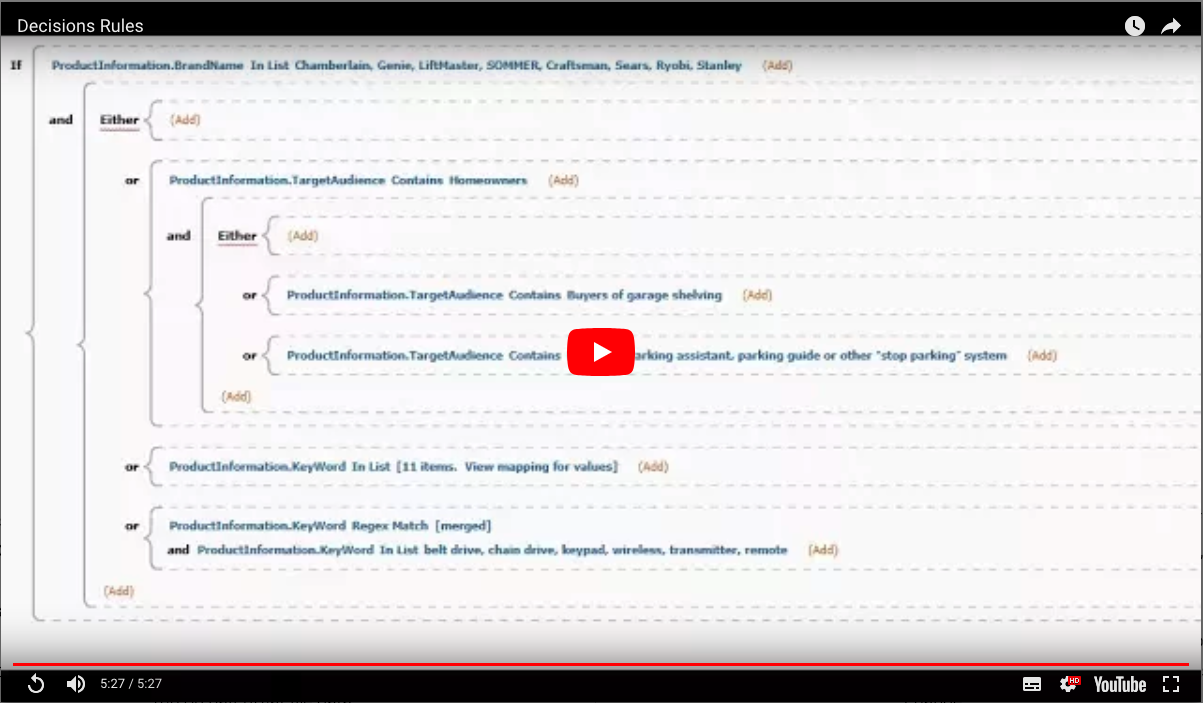 Decisions Rules
If ProductInformation.BrandName In List Chamberlain, Genie, LiftMaster, SOMMER, Craftsman, Sears, Ryobi, Stanley (Add)
and Either (Add)
or ProductInformation.TargetAudience Contains Homeowners (Add)
and Either (Add)
or ProductInformation.TargetAudience Contains Buyers of garage shelving (Add)
or ProductInformation.TargetAudience Contains assistant, parking guide or other "stop parking" system (Add)
(Add)
or ProductInformation.KeyWord In List [11 items. View mapping for values] (Add)
or ProductInformation.KeyWord Regex Match [merged]
and ProductInformation.KeyWord In List belt drive, chain drive, keypad, wireless, transmitter, remote (Add)
(Add)
5:27 / 5:27
HD
YouTube